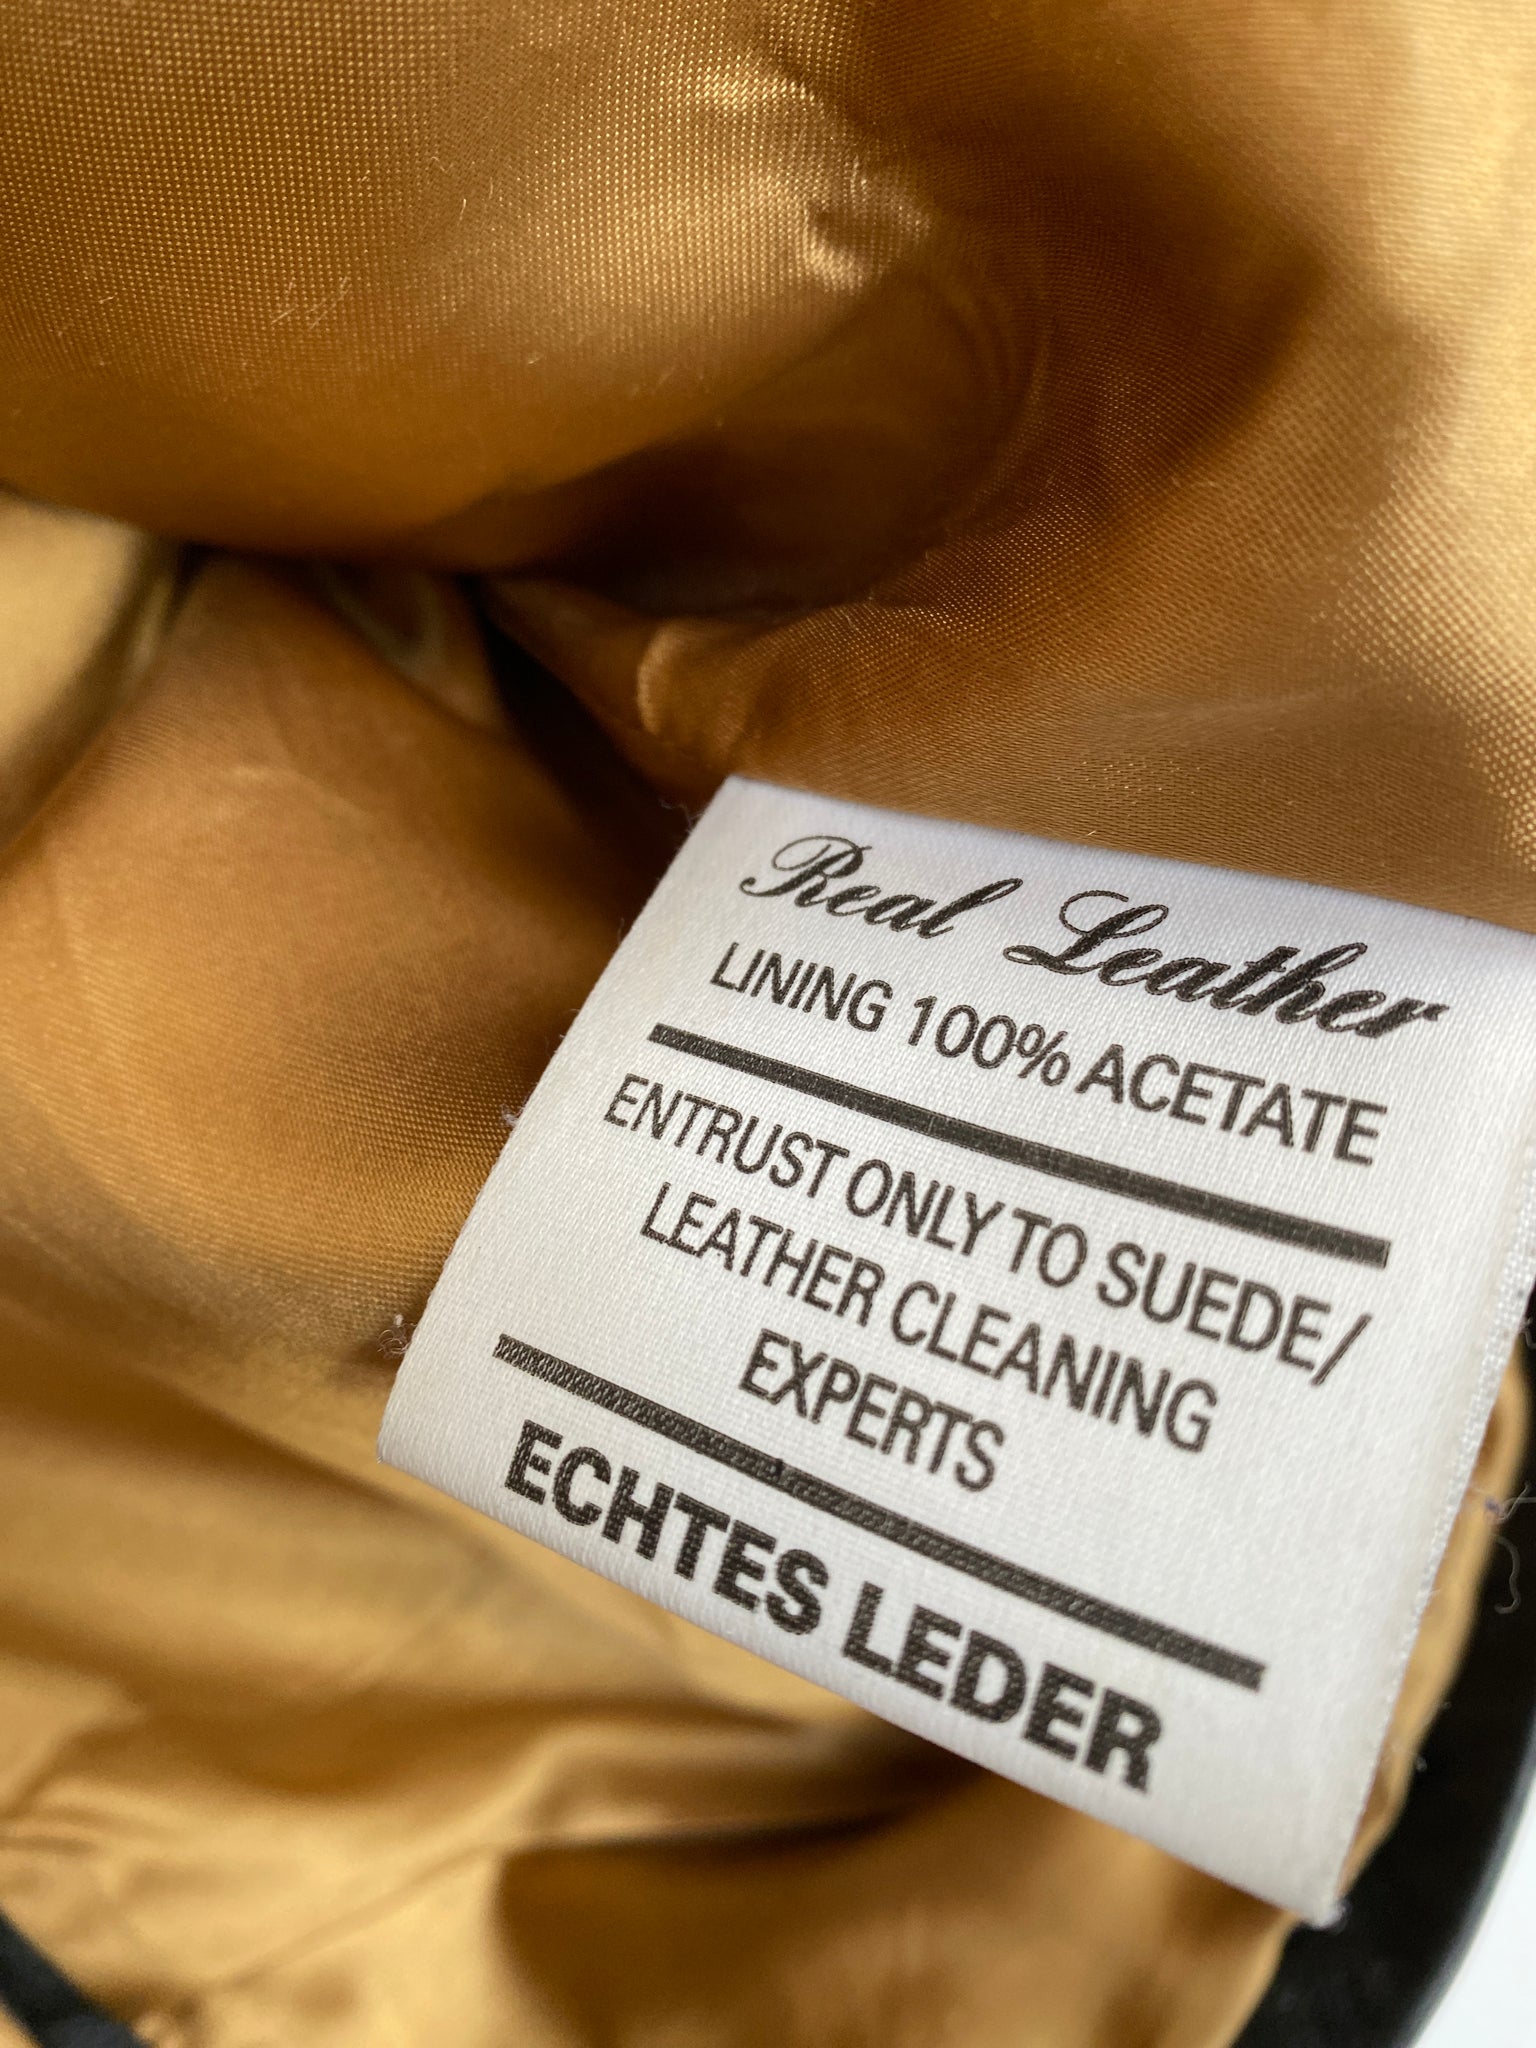 Real Leather
LINING 100% ACETATE
ENTRUST ONLY TO SUEDE/
LEATHER CLEANING
EXPERTS
ECHTES LEDER